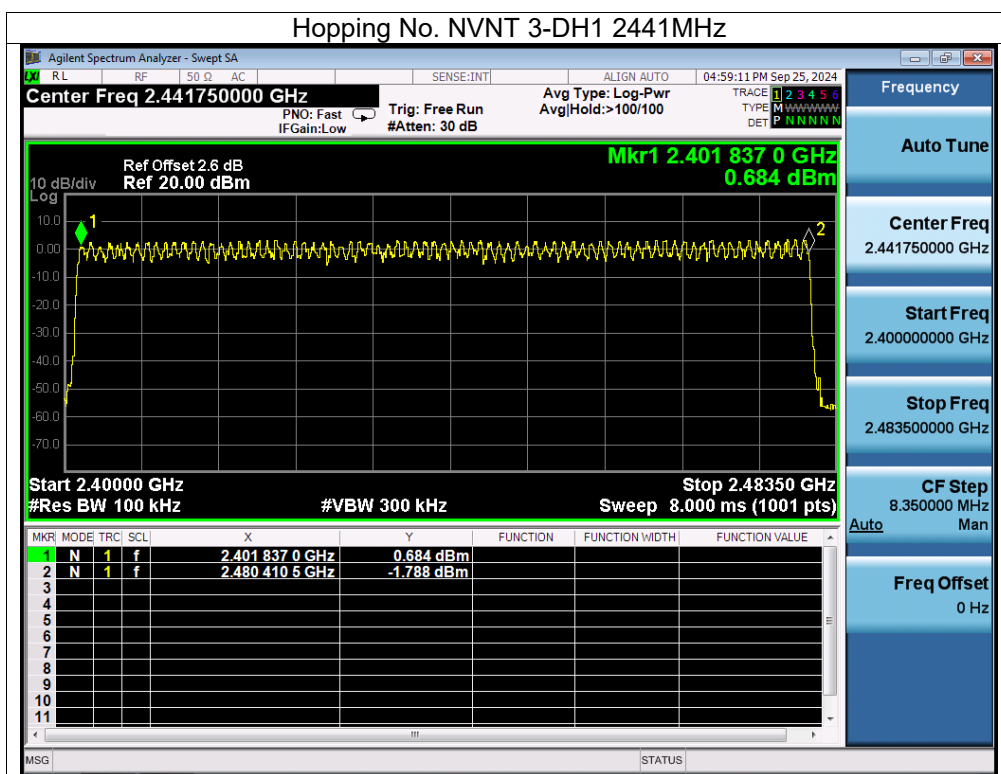 Hopping No. NVNT 3-DH1 2441MHz
Agilent Spectrum Analyzer - Swept SA
LXI RL RF 50 Ω AC SENSE:INT ALIGN AUTO 04:59:11 PM Sep 25, 2024
Center Freq 2.441750000 GHz
PNO: Fast
IFGain:Low
Trig: Free Run
#Atten: 30 dB
Avg Type: Log-Pwr
Avg|Hold:>100/100
TRACE 1 2 3 4 5 6
TYPE M WWWWW
DET P N N N N N
Ref Offset 2.6 dB
10 dB/div Ref 20.00 dBm
Log
Mkr1 2.401 837 0 GHz
0.684 dBm
10.0
0.00
-10.0
-20.0
-30.0
-40.0
-50.0
-60.0
-70.0
1
2
Start 2.40000 GHz Stop 2.48350 GHz
#Res BW 100 kHz #VBW 300 kHz Sweep 8.000 ms (1001 pts)
MKR MODE TRC SCL X Y FUNCTION FUNCTION WIDTH FUNCTION VALUE
1 N 1 f 2.401 837 0 GHz 0.684 dBm
2 N 1 f 2.480 410 5 GHz -1.788 dBm
3
4
5
6
7
8
9
10
11
MSG STATUS
Frequency
Auto Tune
Center Freq
2.441750000 GHz
Start Freq
2.400000000 GHz
Stop Freq
2.483500000 GHz
CF Step
8.350000 MHz
Auto Man
Freq Offset
0 Hz